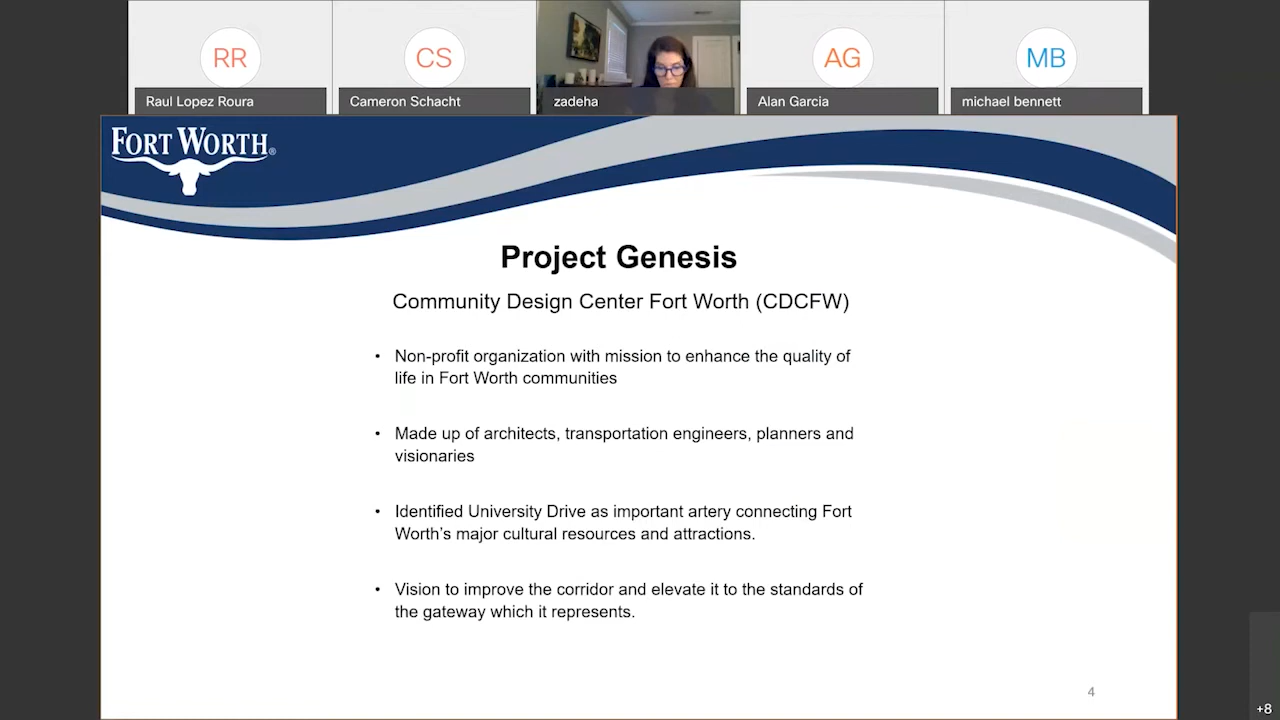 RR
CS
AG
MB
Raul Lopez Roura
Cameron Schacht
zadeha
Alan Garcia
michael bennett
FORT WORTH®
Project Genesis
Community Design Center Fort Worth (CDCFW)
• Non-profit organization with mission to enhance the quality of
life in Fort Worth communities
• Made up of architects, transportation engineers, planners and
visionaries
• Identified University Drive as important artery connecting Fort
Worth’s major cultural resources and attractions.
• Vision to improve the corridor and elevate it to the standards of
the gateway which it represents.
4
+8